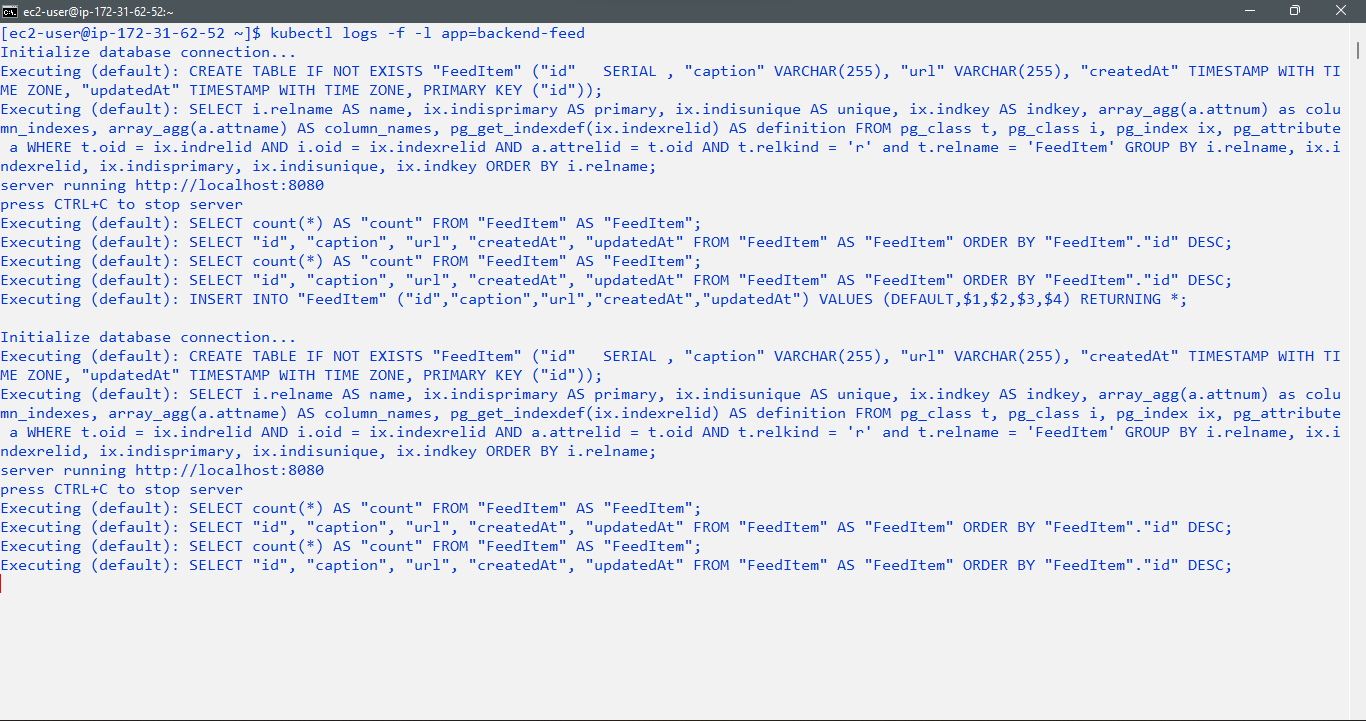 ec2-user@ip-172-31-62-52:~
[ec2-user@ip-172-31-62-52 ~]$ kubectl logs -f -l app=backend-feed
Initialize database connection...
Executing (default): CREATE TABLE IF NOT EXISTS "FeedItem" ("id"   SERIAL , "caption" VARCHAR(255), "url" VARCHAR(255), "createdAt" TIMESTAMP WITH TI
ME ZONE, "updatedAt" TIMESTAMP WITH TIME ZONE, PRIMARY KEY ("id"));
Executing (default): SELECT i.relname AS name, ix.indisprimary AS primary, ix.indisunique AS unique, ix.indkey AS indkey, array_agg(a.attnum) as colu
mn_indexes, array_agg(a.attname) AS column_names, pg_get_indexdef(ix.indexrelid) AS definition FROM pg_class t, pg_class i, pg_index ix, pg_attribute
 a WHERE t.oid = ix.indrelid AND i.oid = ix.indexrelid AND a.attrelid = t.oid AND t.relkind = 'r' and t.relname = 'FeedItem' GROUP BY i.relname, ix.i
ndexrelid, ix.indisprimary, ix.indisunique, ix.indkey ORDER BY i.relname;
server running http://localhost:8080
press CTRL+C to stop server
Executing (default): SELECT count(*) AS "count" FROM "FeedItem" AS "FeedItem";
Executing (default): SELECT "id", "caption", "url", "createdAt", "updatedAt" FROM "FeedItem" AS "FeedItem" ORDER BY "FeedItem"."id" DESC;
Executing (default): SELECT count(*) AS "count" FROM "FeedItem" AS "FeedItem";
Executing (default): SELECT "id", "caption", "url", "createdAt", "updatedAt" FROM "FeedItem" AS "FeedItem" ORDER BY "FeedItem"."id" DESC;
Executing (default): INSERT INTO "FeedItem" ("id","caption","url","createdAt","updatedAt") VALUES (DEFAULT,$1,$2,$3,$4) RETURNING *;
Initialize database connection...
Executing (default): CREATE TABLE IF NOT EXISTS "FeedItem" ("id"   SERIAL , "caption" VARCHAR(255), "url" VARCHAR(255), "createdAt" TIMESTAMP WITH TI
ME ZONE, "updatedAt" TIMESTAMP WITH TIME ZONE, PRIMARY KEY ("id"));
Executing (default): SELECT i.relname AS name, ix.indisprimary AS primary, ix.indisunique AS unique, ix.indkey AS indkey, array_agg(a.attnum) as colu
mn_indexes, array_agg(a.attname) AS column_names, pg_get_indexdef(ix.indexrelid) AS definition FROM pg_class t, pg_class i, pg_index ix, pg_attribute
 a WHERE t.oid = ix.indrelid AND i.oid = ix.indexrelid AND a.attrelid = t.oid AND t.relkind = 'r' and t.relname = 'FeedItem' GROUP BY i.relname, ix.i
ndexrelid, ix.indisprimary, ix.indisunique, ix.indkey ORDER BY i.relname;
server running http://localhost:8080
press CTRL+C to stop server
Executing (default): SELECT count(*) AS "count" FROM "FeedItem" AS "FeedItem";
Executing (default): SELECT "id", "caption", "url", "createdAt", "updatedAt" FROM "FeedItem" AS "FeedItem" ORDER BY "FeedItem"."id" DESC;
Executing (default): SELECT count(*) AS "count" FROM "FeedItem" AS "FeedItem";
Executing (default): SELECT "id", "caption", "url", "createdAt", "updatedAt" FROM "FeedItem" AS "FeedItem" ORDER BY "FeedItem"."id" DESC;